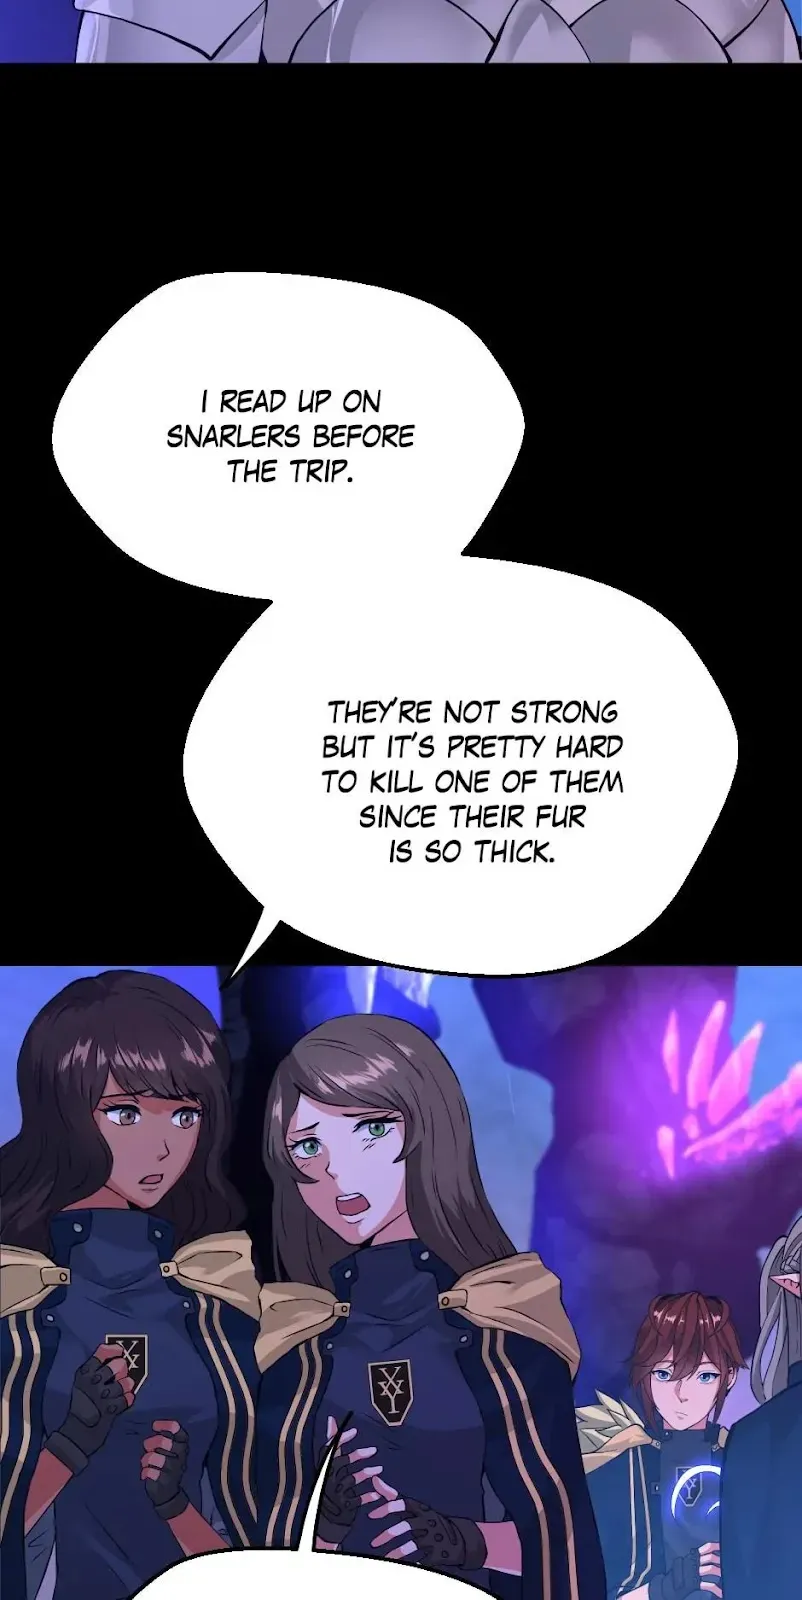 I READ UP ON
SNARLERS BEFORE
THE TRIP.
THEY'RE NOT STRONG
BUT IT'S PRETTY HARD
TO KILL ONE OF THEM
SINCE THEIR FUR
IS SO THICK.